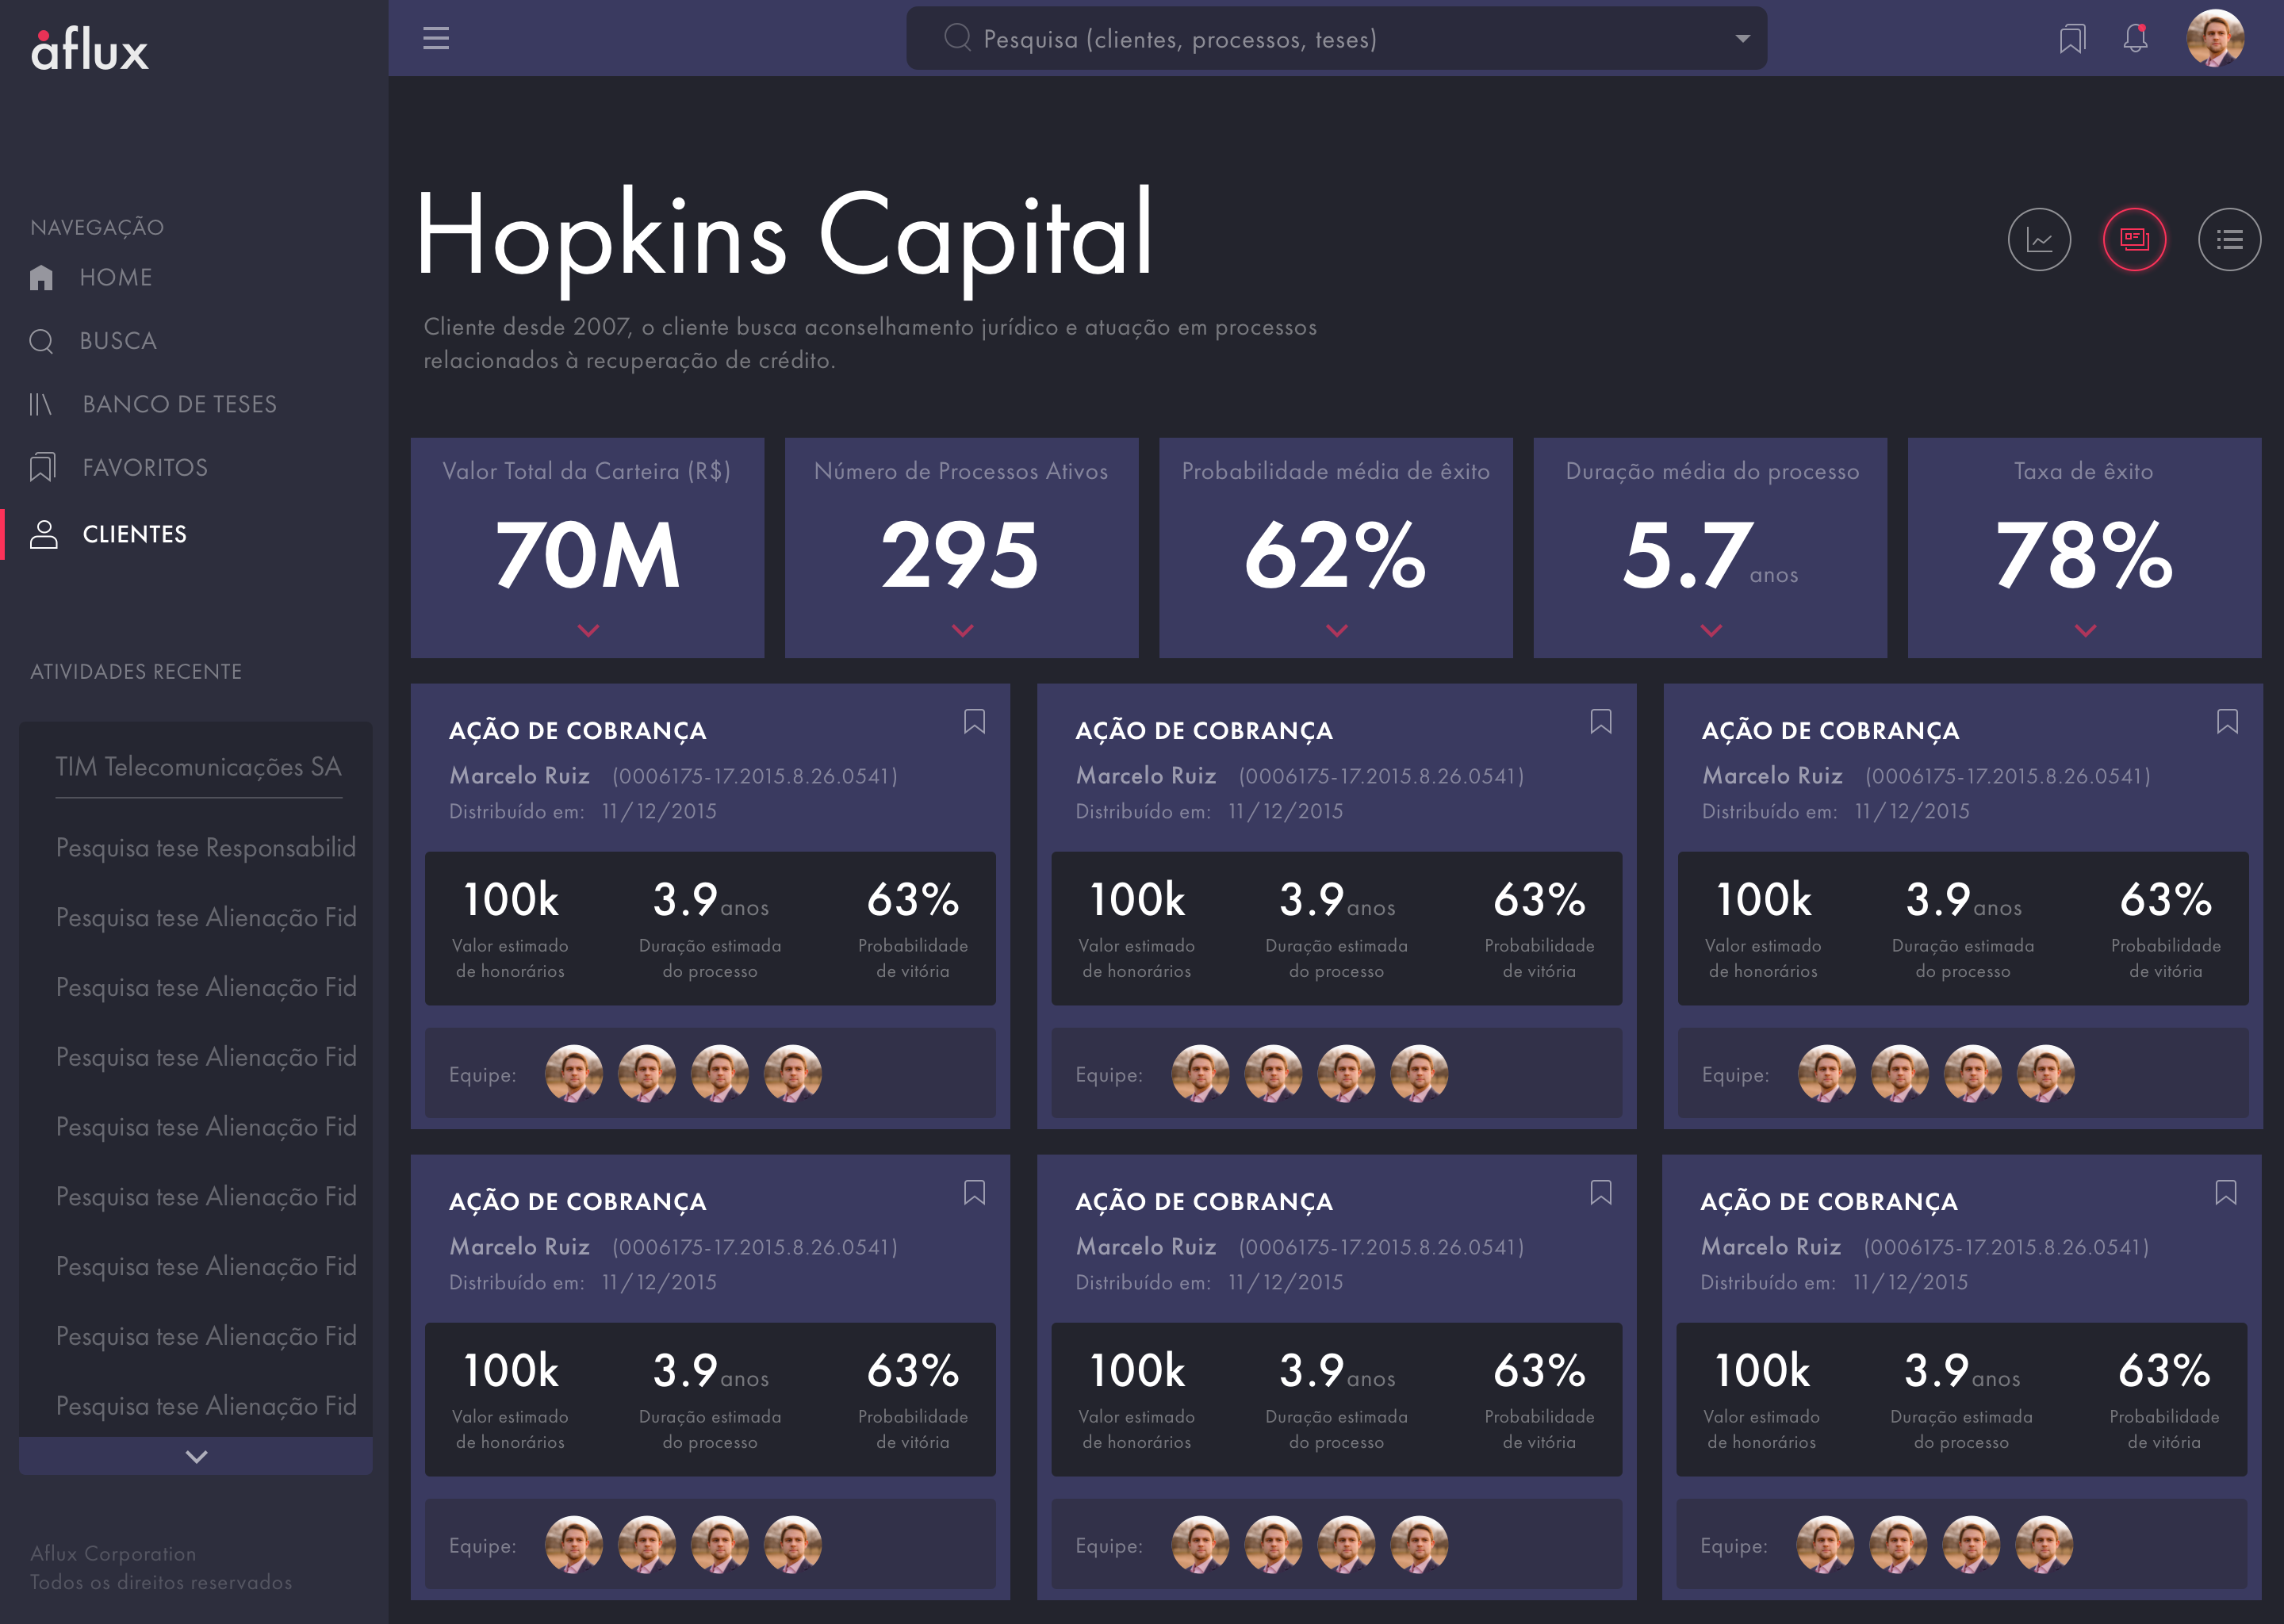 aflux
Pesquisa (clientes, processos, teses)
NAVEGAÇÃO
HOME
BUSCA
BANCO DE TESES
FAVORITOS
CLIENTES
ATIVIDADES RECENTE
TIM Telecomunicações SA
Pesquisa tese Responsabilid
Pesquisa tese Alienação Fid
Pesquisa tese Alienação Fid
Pesquisa tese Alienação Fid
Pesquisa tese Alienação Fid
Pesquisa tese Alienação Fid
Pesquisa tese Alienação Fid
Pesquisa tese Alienação Fid
Pesquisa tese Alienação Fid
Aflux Corporation
Todos os direitos reservados
Hopkins Capital
Cliente desde 2007, o cliente busca aconselhamento jurídico e atuação em processos
relacionados à recuperação de crédito.
Valor Total da Carteira (R$)
70M
Número de Processos Ativos
295
Probabilidade média de êxito
62%
Duração média do processo
5.7 anos
Taxa de êxito
78%
AÇÃO DE COBRANÇA
Marcelo Ruiz (0006175-17.2015.8.26.0541)
Distribuído em: 11/12/2015
100k 3.9 anos 63%
Valor estimado Duração estimada Probabilidade
de honorários do processo de vitória
Equipe:
AÇÃO DE COBRANÇA
Marcelo Ruiz (0006175-17.2015.8.26.0541)
Distribuído em: 11/12/2015
100k 3.9 anos 63%
Valor estimado Duração estimada Probabilidade
de honorários do processo de vitória
Equipe:
AÇÃO DE COBRANÇA
Marcelo Ruiz (0006175-17.2015.8.26.0541)
Distribuído em: 11/12/2015
100k 3.9 anos 63%
Valor estimado Duração estimada Probabilidade
de honorários do processo de vitória
Equipe:
AÇÃO DE COBRANÇA
Marcelo Ruiz (0006175-17.2015.8.26.0541)
Distribuído em: 11/12/2015
100k 3.9 anos 63%
Valor estimado Duração estimada Probabilidade
de honorários do processo de vitória
Equipe:
AÇÃO DE COBRANÇA
Marcelo Ruiz (0006175-17.2015.8.26.0541)
Distribuído em: 11/12/2015
100k 3.9 anos 63%
Valor estimado Duração estimada Probabilidade
de honorários do processo de vitória
Equipe:
AÇÃO DE COBRANÇA
Marcelo Ruiz (0006175-17.2015.8.26.0541)
Distribuído em: 11/12/2015
100k 3.9 anos 63%
Valor estimado Duração estimada Probabilidade
de honorários do processo de vitória
Equipe: